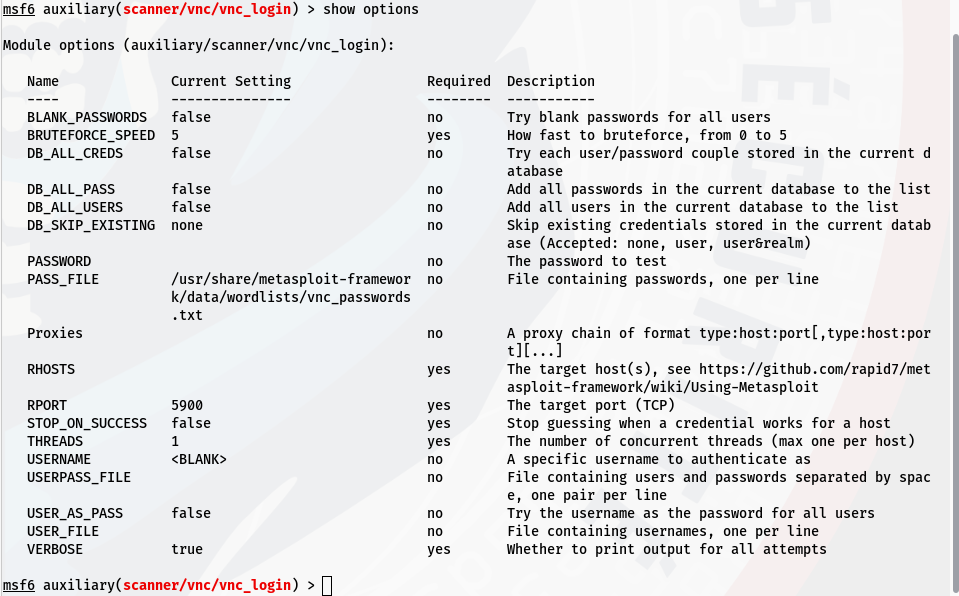 msf6 auxiliary(scanner/vnc/vnc_login) > show options
Module options (auxiliary/scanner/vnc/vnc_login):
Name Current Setting Required Description
---- --------------- -------- -----------
BLANK_PASSWORDS false no Try blank passwords for all users
BRUTEFORCE_SPEED 5 yes How fast to bruteforce, from 0 to 5
DB_ALL_CREDS false no Try each user/password couple stored in the current d
atabase
DB_ALL_PASS false no Add all passwords in the current database to the list
DB_ALL_USERS false no Add all users in the current database to the list
DB_SKIP_EXISTING none no Skip existing credentials stored in the current datab
ase (Accepted: none, user, user&realm)
PASSWORD no The password to test
PASS_FILE /usr/share/metasploit-framewor no File containing passwords, one per line
k/data/wordlists/vnc_passwords
.txt
Proxies no A proxy chain of format type:host:port[,type:host:por
t][...]
RHOSTS yes The target host(s), see https://github.com/rapid7/met
asploit-framework/wiki/Using-Metasploit
RPORT 5900 yes The target port (TCP)
STOP_ON_SUCCESS false yes Stop guessing when a credential works for a host
THREADS 1 yes The number of concurrent threads (max one per host)
USERNAME <BLANK> no A specific username to authenticate as
USERPASS_FILE no File containing users and passwords separated by spac
e, one pair per line
USER_AS_PASS false no Try the username as the password for all users
USER_FILE no File containing usernames, one per line
VERBOSE true yes Whether to print output for all attempts
msf6 auxiliary(scanner/vnc/vnc_login) >